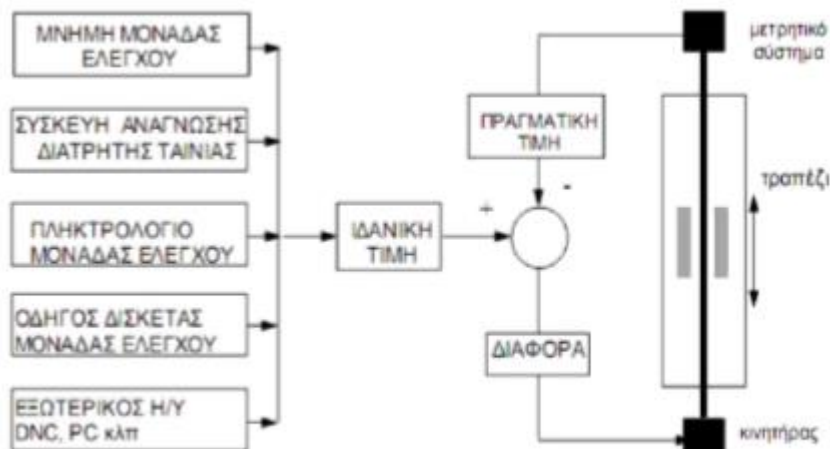 ΜΝΗΜΗ ΜΟΝΑΔΑΣ
ΕΛΕΓΧΟΥ
ΣΥΣΚΕΥΗ ΑΝΑΓΝΩΣΗΣ
ΔΙΑΤΡΗΤΗΣ ΤΑΙΝΙΑΣ
ΠΛΗΚΤΡΟΛΟΓΙΟ
ΜΟΝΑΔΑΣ ΕΛΕΓΧΟΥ
ΟΔΗΓΟΣ ΔΙΣΚΕΤΑΣ
ΜΟΝΑΔΑΣ ΕΛΕΓΧΟΥ
ΕΞΩΤΕΡΙΚΟΣ Η/Υ
DNC, PC κλπ
ΙΔΑΝΙΚΗ
ΤΙΜΗ
+
-
ΠΡΑΓΜΑΤΙΚΗ
ΤΙΜΗ
ΔΙΑΦΟΡΑ
μετρητικό
σύστημα
τραπέζι
κινητήρας